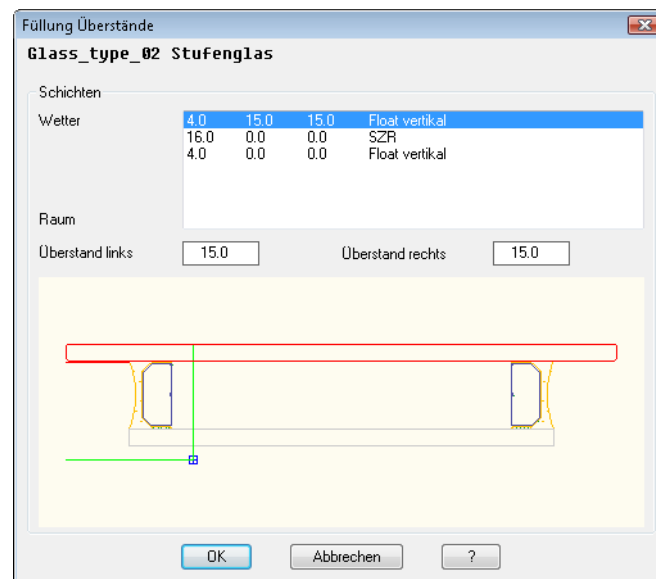 Füllung Überstände
Glass_type_02 Stufenglas
Schichten
Wetter 4.0 15.0 15.0 Float vertikal
16.0 0.0 0.0 SZR
4.0 0.0 0.0 Float vertikal
Raum
Überstand links 15.0 Überstand rechts 15.0
OK Abbrechen ?